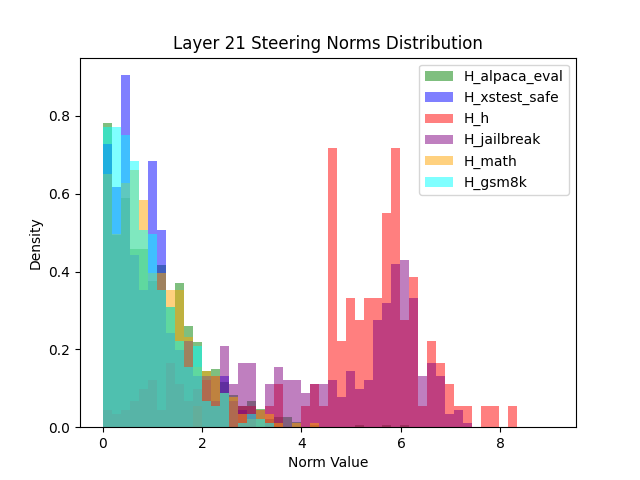 Layer 21 Steering Norms Distribution
H_alpaca_eval
H_xstest_safe
H_h
H_jailbreak
H_math
H_gsm8k
Density
0.8
0.6
0.4
0.2
0.0
0 2 4 6 8
Norm Value